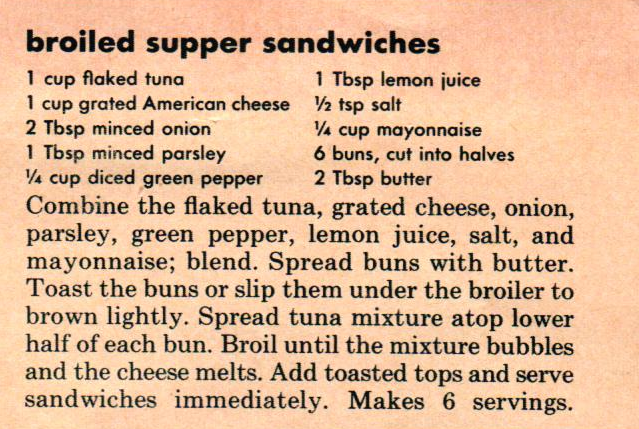 broiled supper sandwiches
1 cup flaked tuna
1 cup grated American cheese
2 Tbsp minced onion
1 Tbsp minced parsley
¼ cup diced green pepper
1 Tbsp lemon juice
½ tsp salt
¼ cup mayonnaise
6 buns, cut into halves
2 Tbsp butter
Combine the flaked tuna, grated cheese, onion,
parsley, green pepper, lemon juice, salt, and
mayonnaise; blend. Spread buns with butter.
Toast the buns or slip them under the broiler to
brown lightly. Spread tuna mixture atop lower
half of each bun. Broil until the mixture bubbles
and the cheese melts. Add toasted tops and serve
sandwiches immediately. Makes 6 servings.